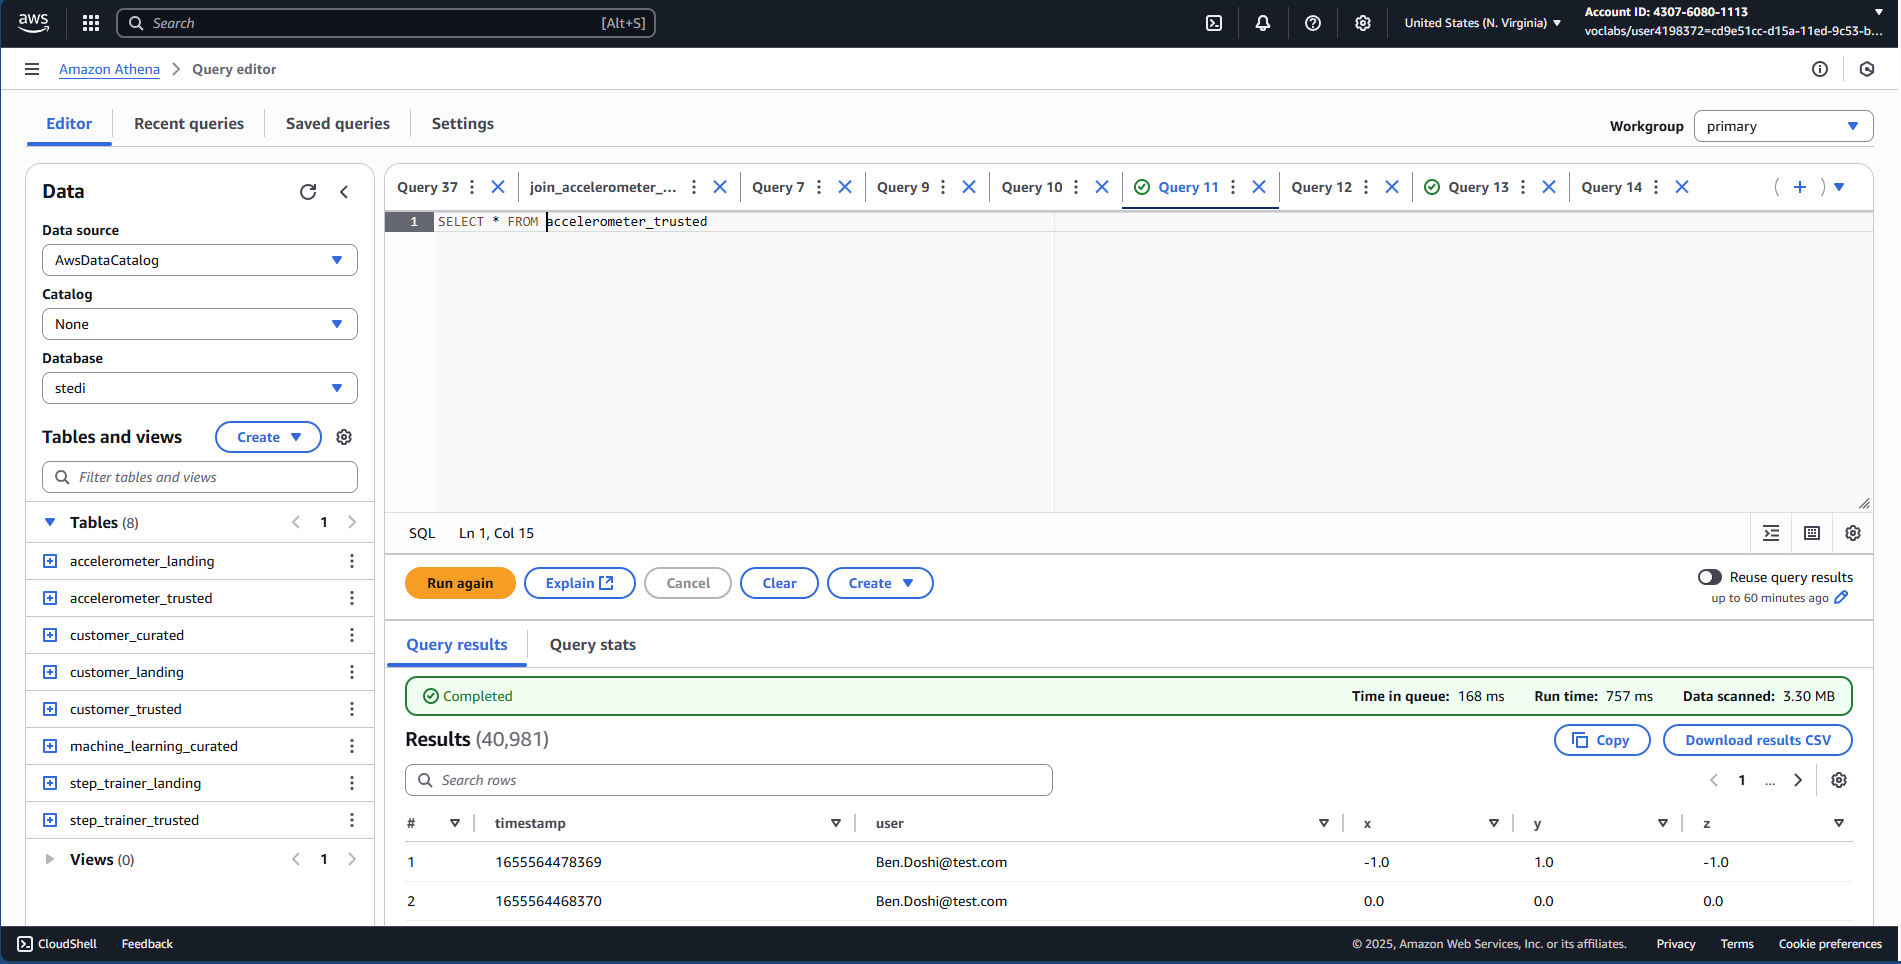 aws
Search [Alt+S]
United States (N. Virginia)
Account ID: 4307-6080-1113
voclabs/user4198372=cd9e51cc-d15a-11ed-9c53-b...
Amazon Athena > Query editor
Editor
Recent queries
Saved queries
Settings
Workgroup
primary
Data
Data source
AwsDataCatalog
Catalog
None
Database
stedi
Tables and views
Create
Filter tables and views
Tables (8)
1
accelerometer_landing
accelerometer_trusted
customer_curated
customer_landing
customer_trusted
machine_learning_curated
step_trainer_landing
step_trainer_trusted
Views (0)
1
Query 37
join_accelerometer_...
Query 7
Query 9
Query 10
Query 11
Query 12
Query 13
Query 14
1 SELECT * FROM accelerometer_trusted
SQL Ln 1, Col 15
Run again
Explain
Cancel
Clear
Create
Reuse query results
up to 60 minutes ago
Query results
Query stats
Completed
Time in queue: 168 ms
Run time: 757 ms
Data scanned: 3.30 MB
Results (40,981)
Copy
Download results CSV
Search rows
1 ...
# timestamp user x y z
1 1655564478369 Ben.Doshi@test.com -1.0 1.0 -1.0
2 1655564468370 Ben.Doshi@test.com 0.0 0.0 0.0
CloudShell
Feedback
© 2025, Amazon Web Services, Inc. or its affiliates.
Privacy
Terms
Cookie preferences